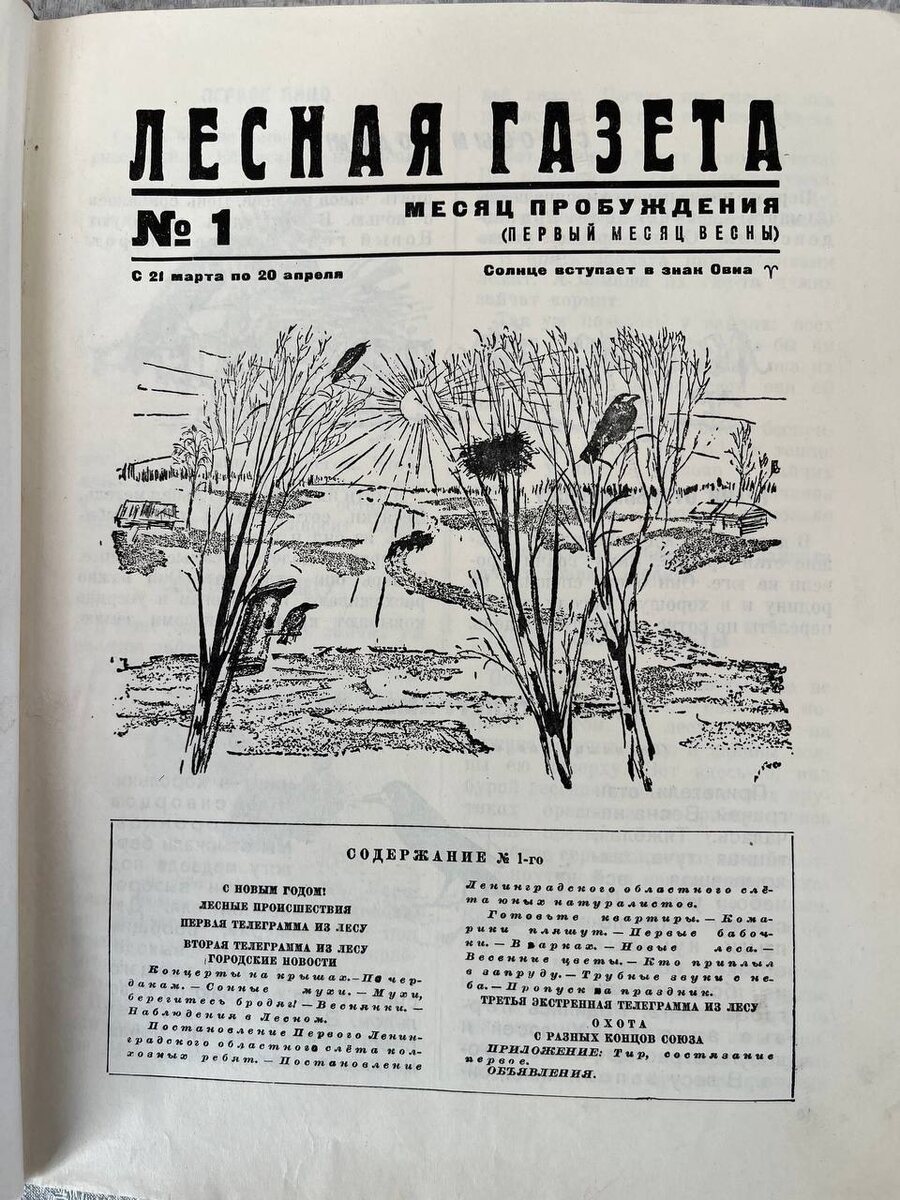 ЛЕСНАЯ ГАЗЕТА
№ 1
МЕСЯЦ ПРОБУЖДЕНИЯ
(ПЕРВЫЙ МЕСЯЦ ВЕСНЫ)
С 21 марта по 20 апреля
Солнце вступает в знак Овна ♈
СОДЕРЖАНИЕ № 1-го
С НОВЫМ ГОДОМ!
ЛЕСНЫЕ ПРОИСШЕСТВИЯ
ПЕРВАЯ ТЕЛЕГРАММА ИЗ ЛЕСУ
ВТОРАЯ ТЕЛЕГРАММА ИЗ ЛЕСУ
ГОРОДСКИЕ НОВОСТИ
Концерты на крышах.—По чер-
дакам. — Сонные мухи. — Мухи,
берегитесь бродяг! — Веснянки. —
Наблюдения в Лесном.
Постановление Первого Ленин-
градского областного слёта кол-
ховных ребят. — Постановление
Ленинградского областного слё-
та юных натуралистов.
Готовьте квартиры. — Кома-
рики пляшут. — Первые бабоч-
ки. — В парках. — Новые леса. —
Весенние цветы. — Кто приплыл
в запруду. — Трубные звуки с не-
ба. — Пропуск на праздник.
ТРЕТЬЯ ЭКСТРЕННАЯ ТЕЛЕГРАММА ИЗ ЛЕСУ
ОХОТА
С РАЗНЫХ КОНЦОВ СОЮЗА
ПРИЛОЖЕНИЕ: Тир, состязание
первое.
ОБЪЯВЛЕНИЯ.